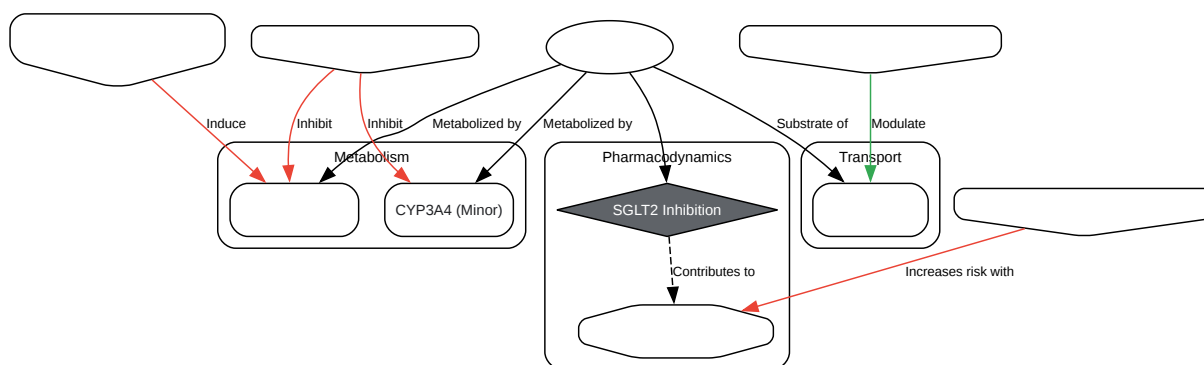 Induce
Inhibit
Inhibit
Metabolized by
Metabolized by
Substrate of
Modulate
Metabolism
Pharmacodynamics
Transport
CYP3A4 (Minor)
SGLT2 Inhibition
Contributes to
Increases risk with